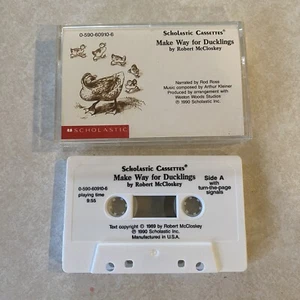 0-590-60910-6
Scholastic Cassettes®
Make Way for Ducklings
by Robert McCloskey
Narrated by Rod Ross
Music composed by Arthur Kleiner
Produced by arrangement with
Weston Woods Studios
℗ 1990 Scholastic Inc.
SCHOLASTIC
Scholastic Cassettes®
Make Way for Ducklings
by Robert McCloskey
0-590-60910-6
playing time
8:55
Side A
with
turn-the-page
signals
Text copyright © 1969 by Robert McCloskey
℗ 1990 Scholastic Inc.
Manufactured in U.S.A.